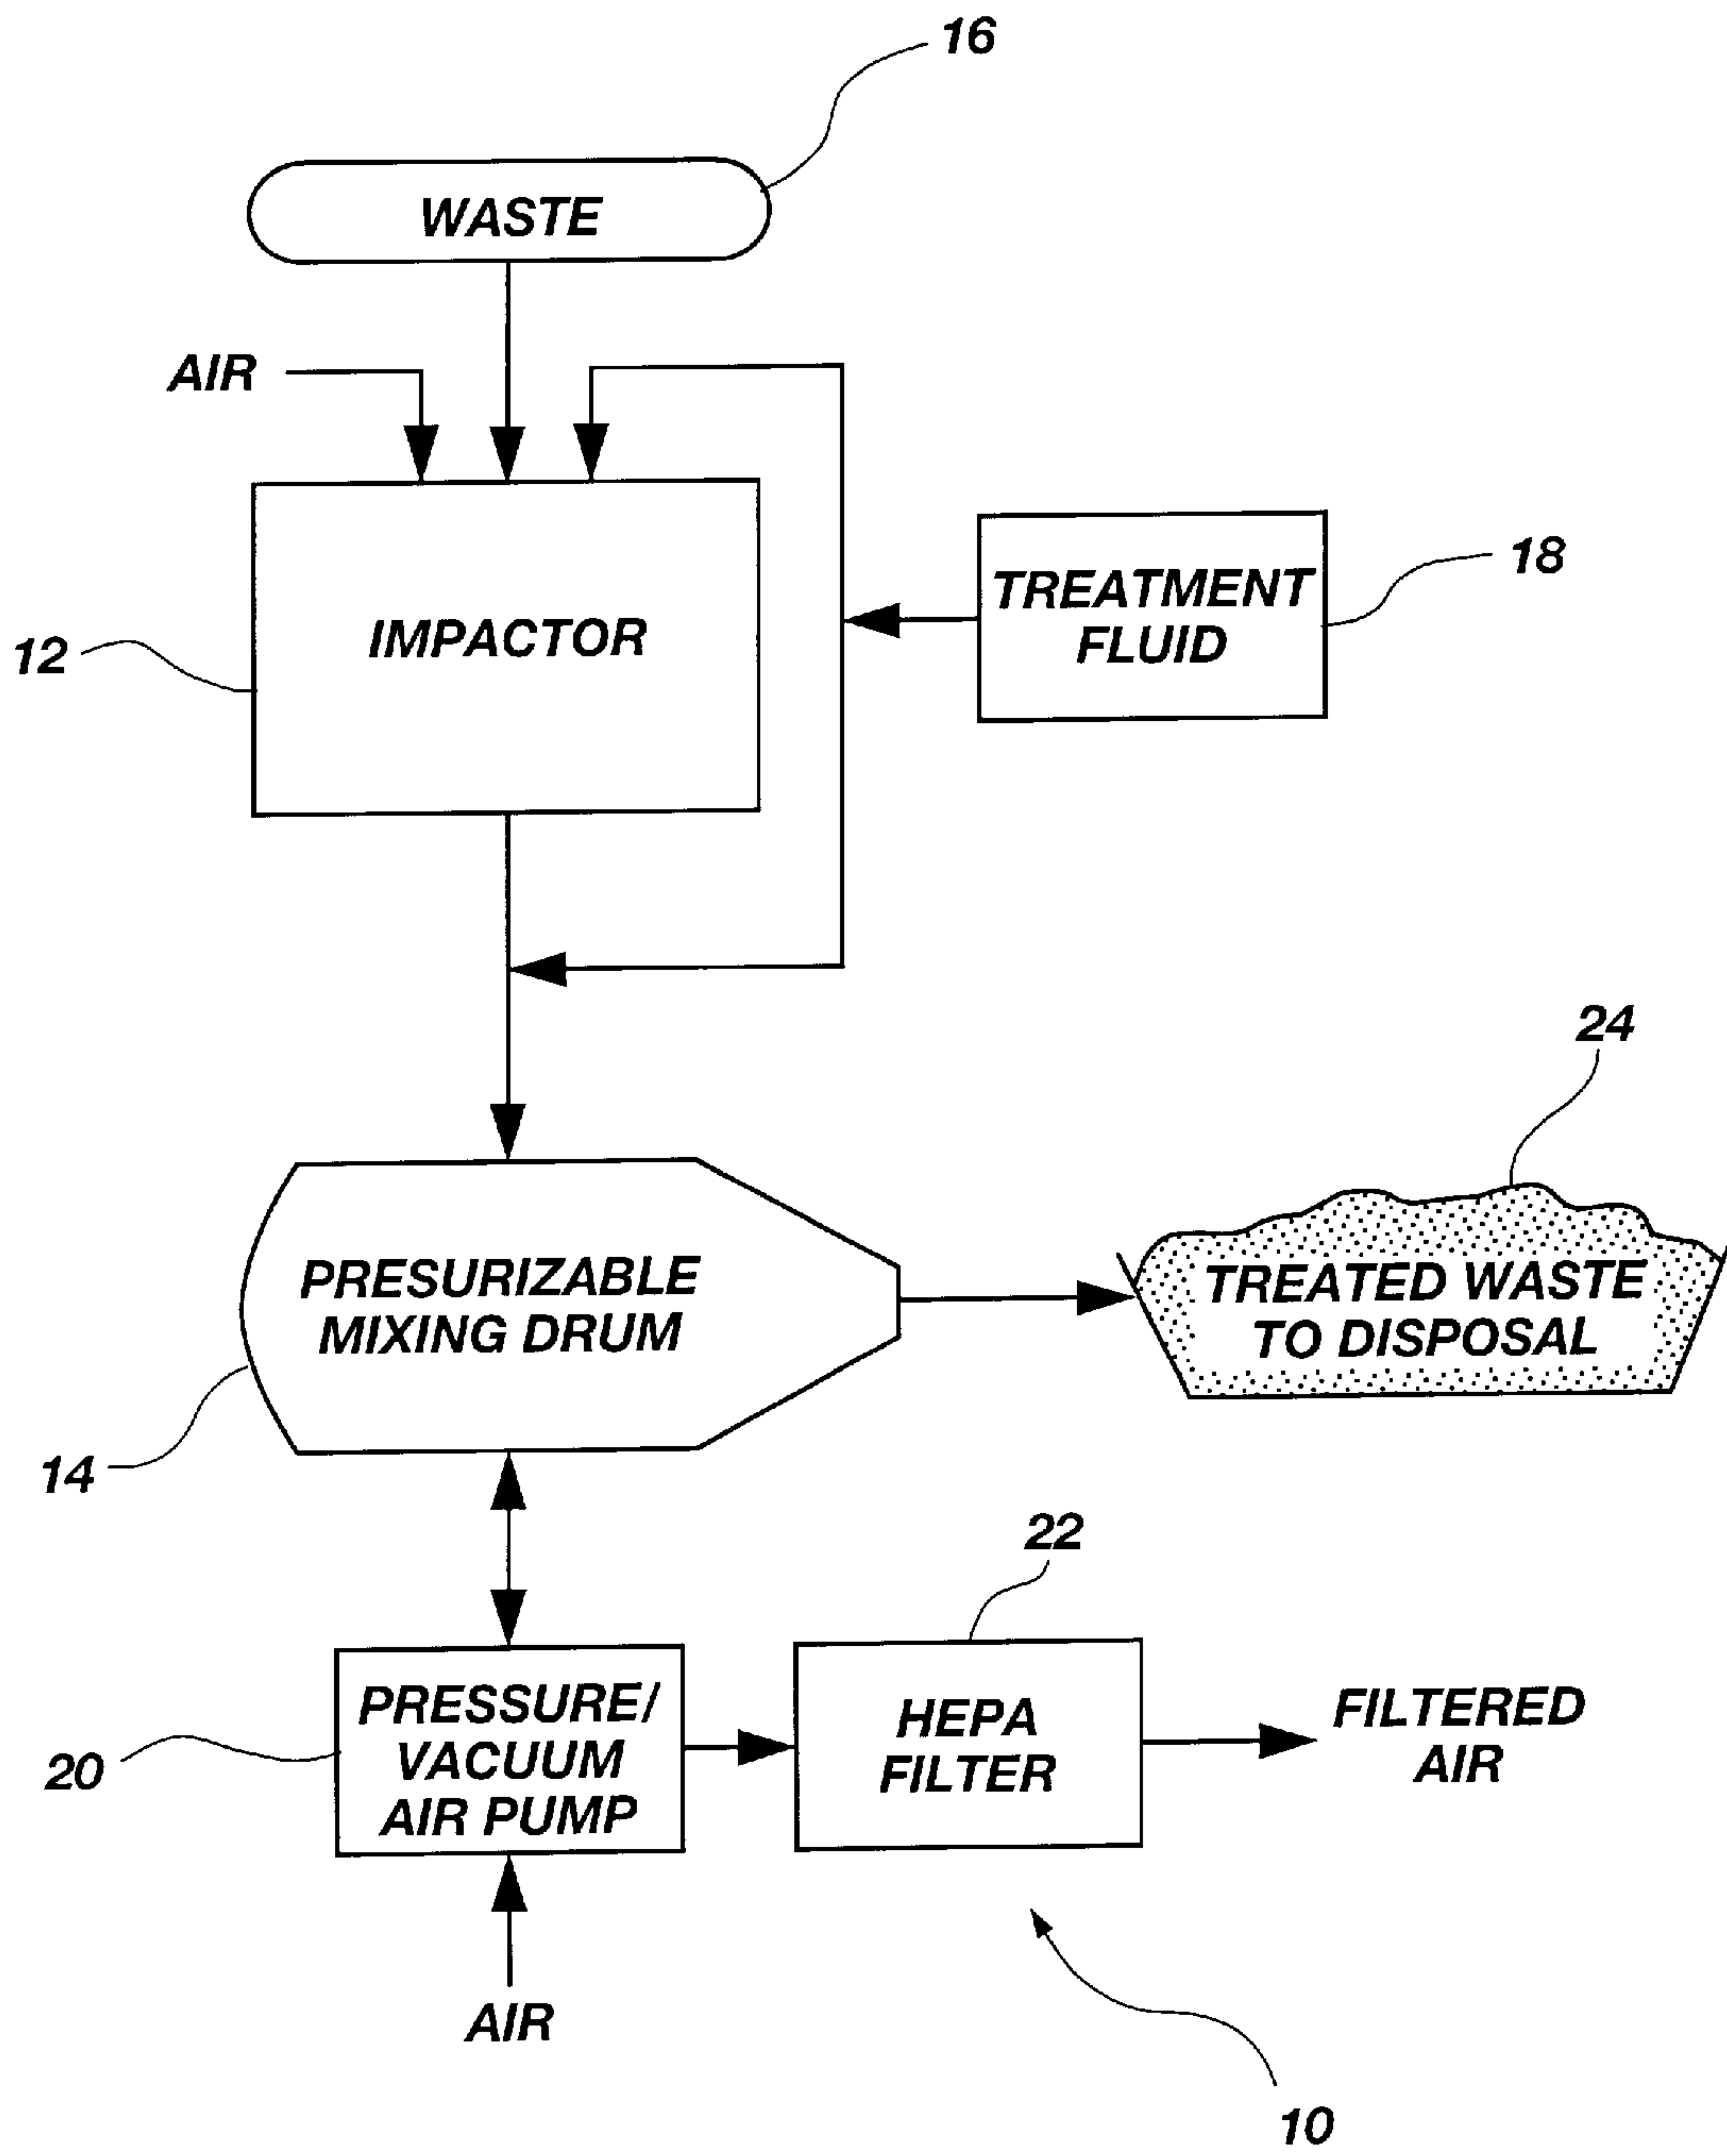 16
WASTE
AIR
12
IMPACTOR
TREATMENT
FLUID
18
24
PRESURIZABLE
MIXING DRUM
TREATED WASTE
TO DISPOSAL
14
22
20
PRESSURE/
VACUUM
AIR PUMP
HEPA
FILTER
FILTERED
AIR
AIR
10